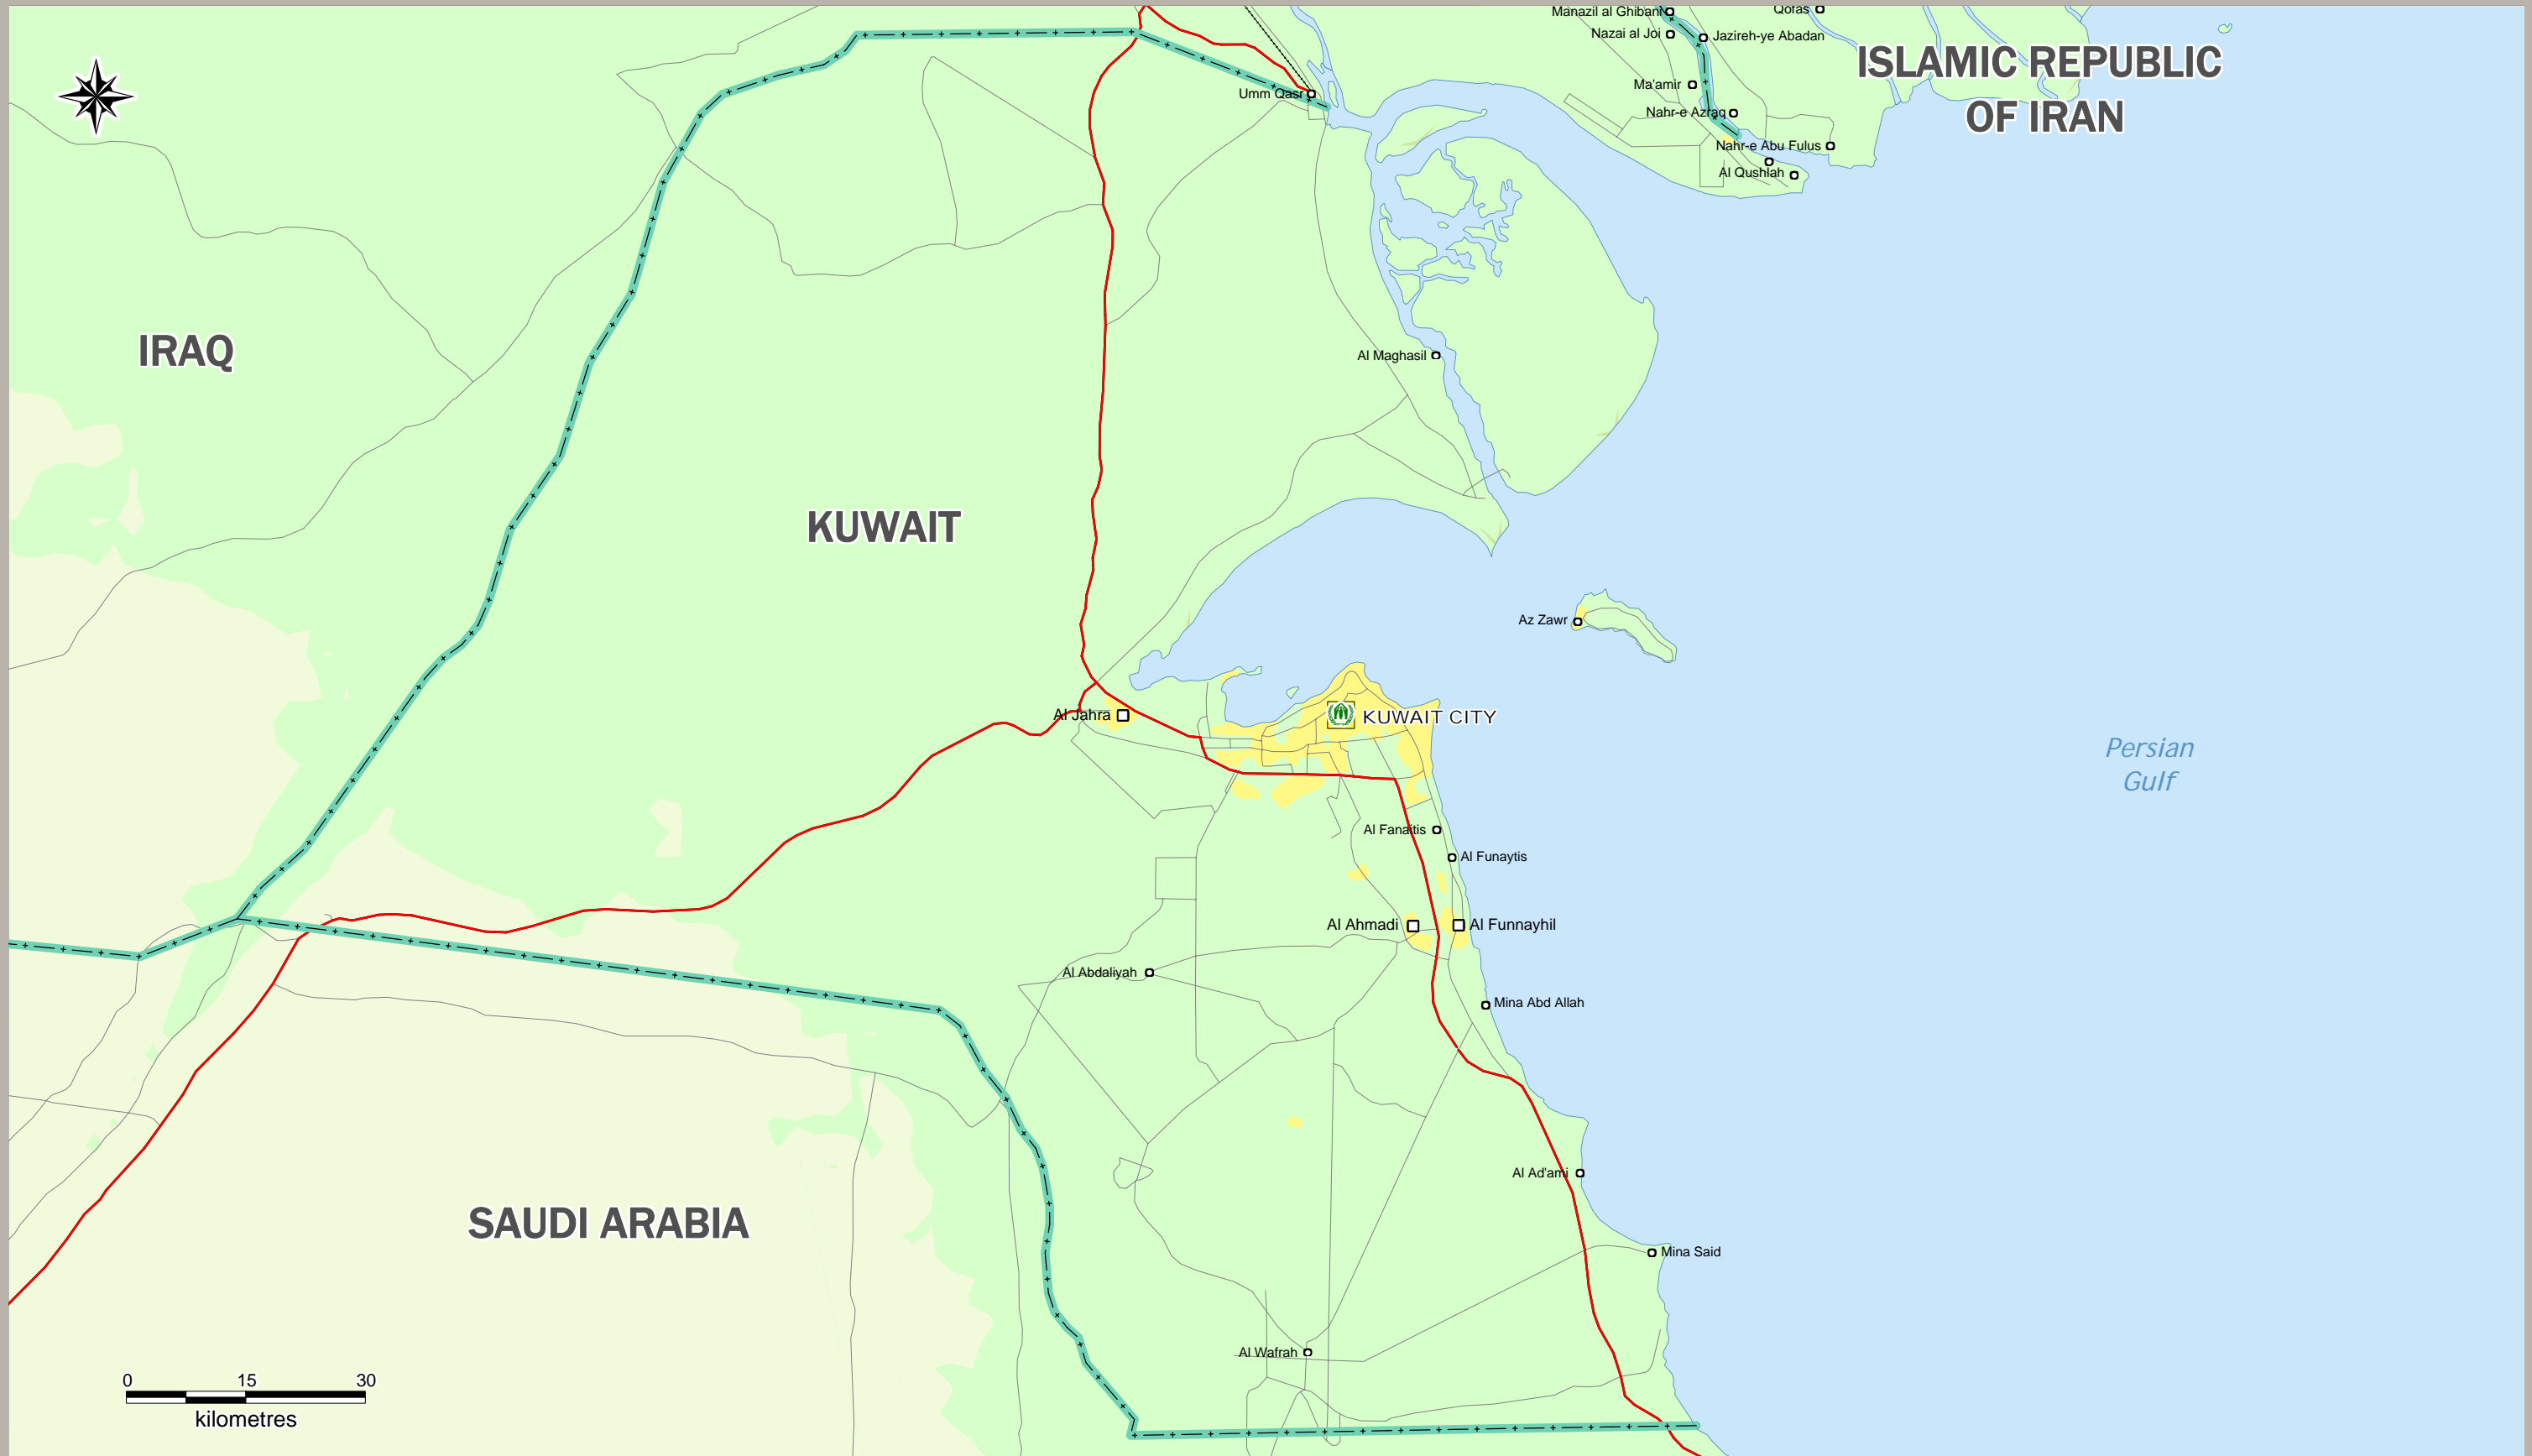 Manazil al Ghibani
Qofas
Nazai al Joi
Jazireh-ye Abadan
ISLAMIC REPUBLIC
OF IRAN
Ma'amir
Umm Qasr
Nahr-e Azraq
Nahr-e Abu Fulus
Al Qushlah
IRAQ
Al Maghasil
KUWAIT
Az Zawr
Al Jahra
KUWAIT CITY
Persian
Gulf
Al Fanaitis
Al Funaytis
Al Ahmadi
Al Funnayhil
Al Abdaliyah
Mina Abd Allah
Al Ad'ami
SAUDI ARABIA
Mina Said
Al Wafrah
0 15 30
kilometres